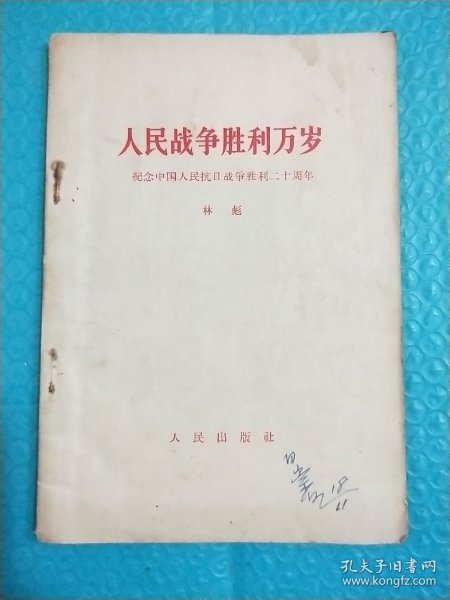 人民战争胜利万岁
纪念中国人民抗日战争胜利二十周年
林 彪
人民出版社
18/11
孔夫子旧书网
www.kongfz.com